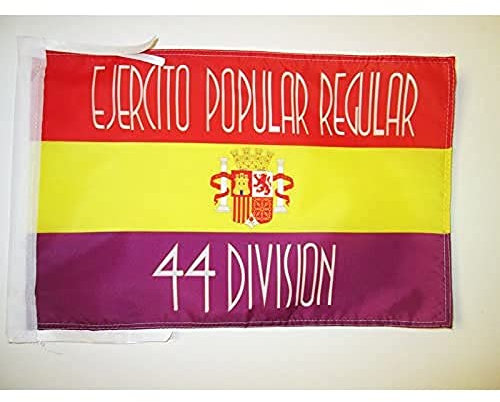 EJERCITO POPULAR REGULAR
44 DIVISION